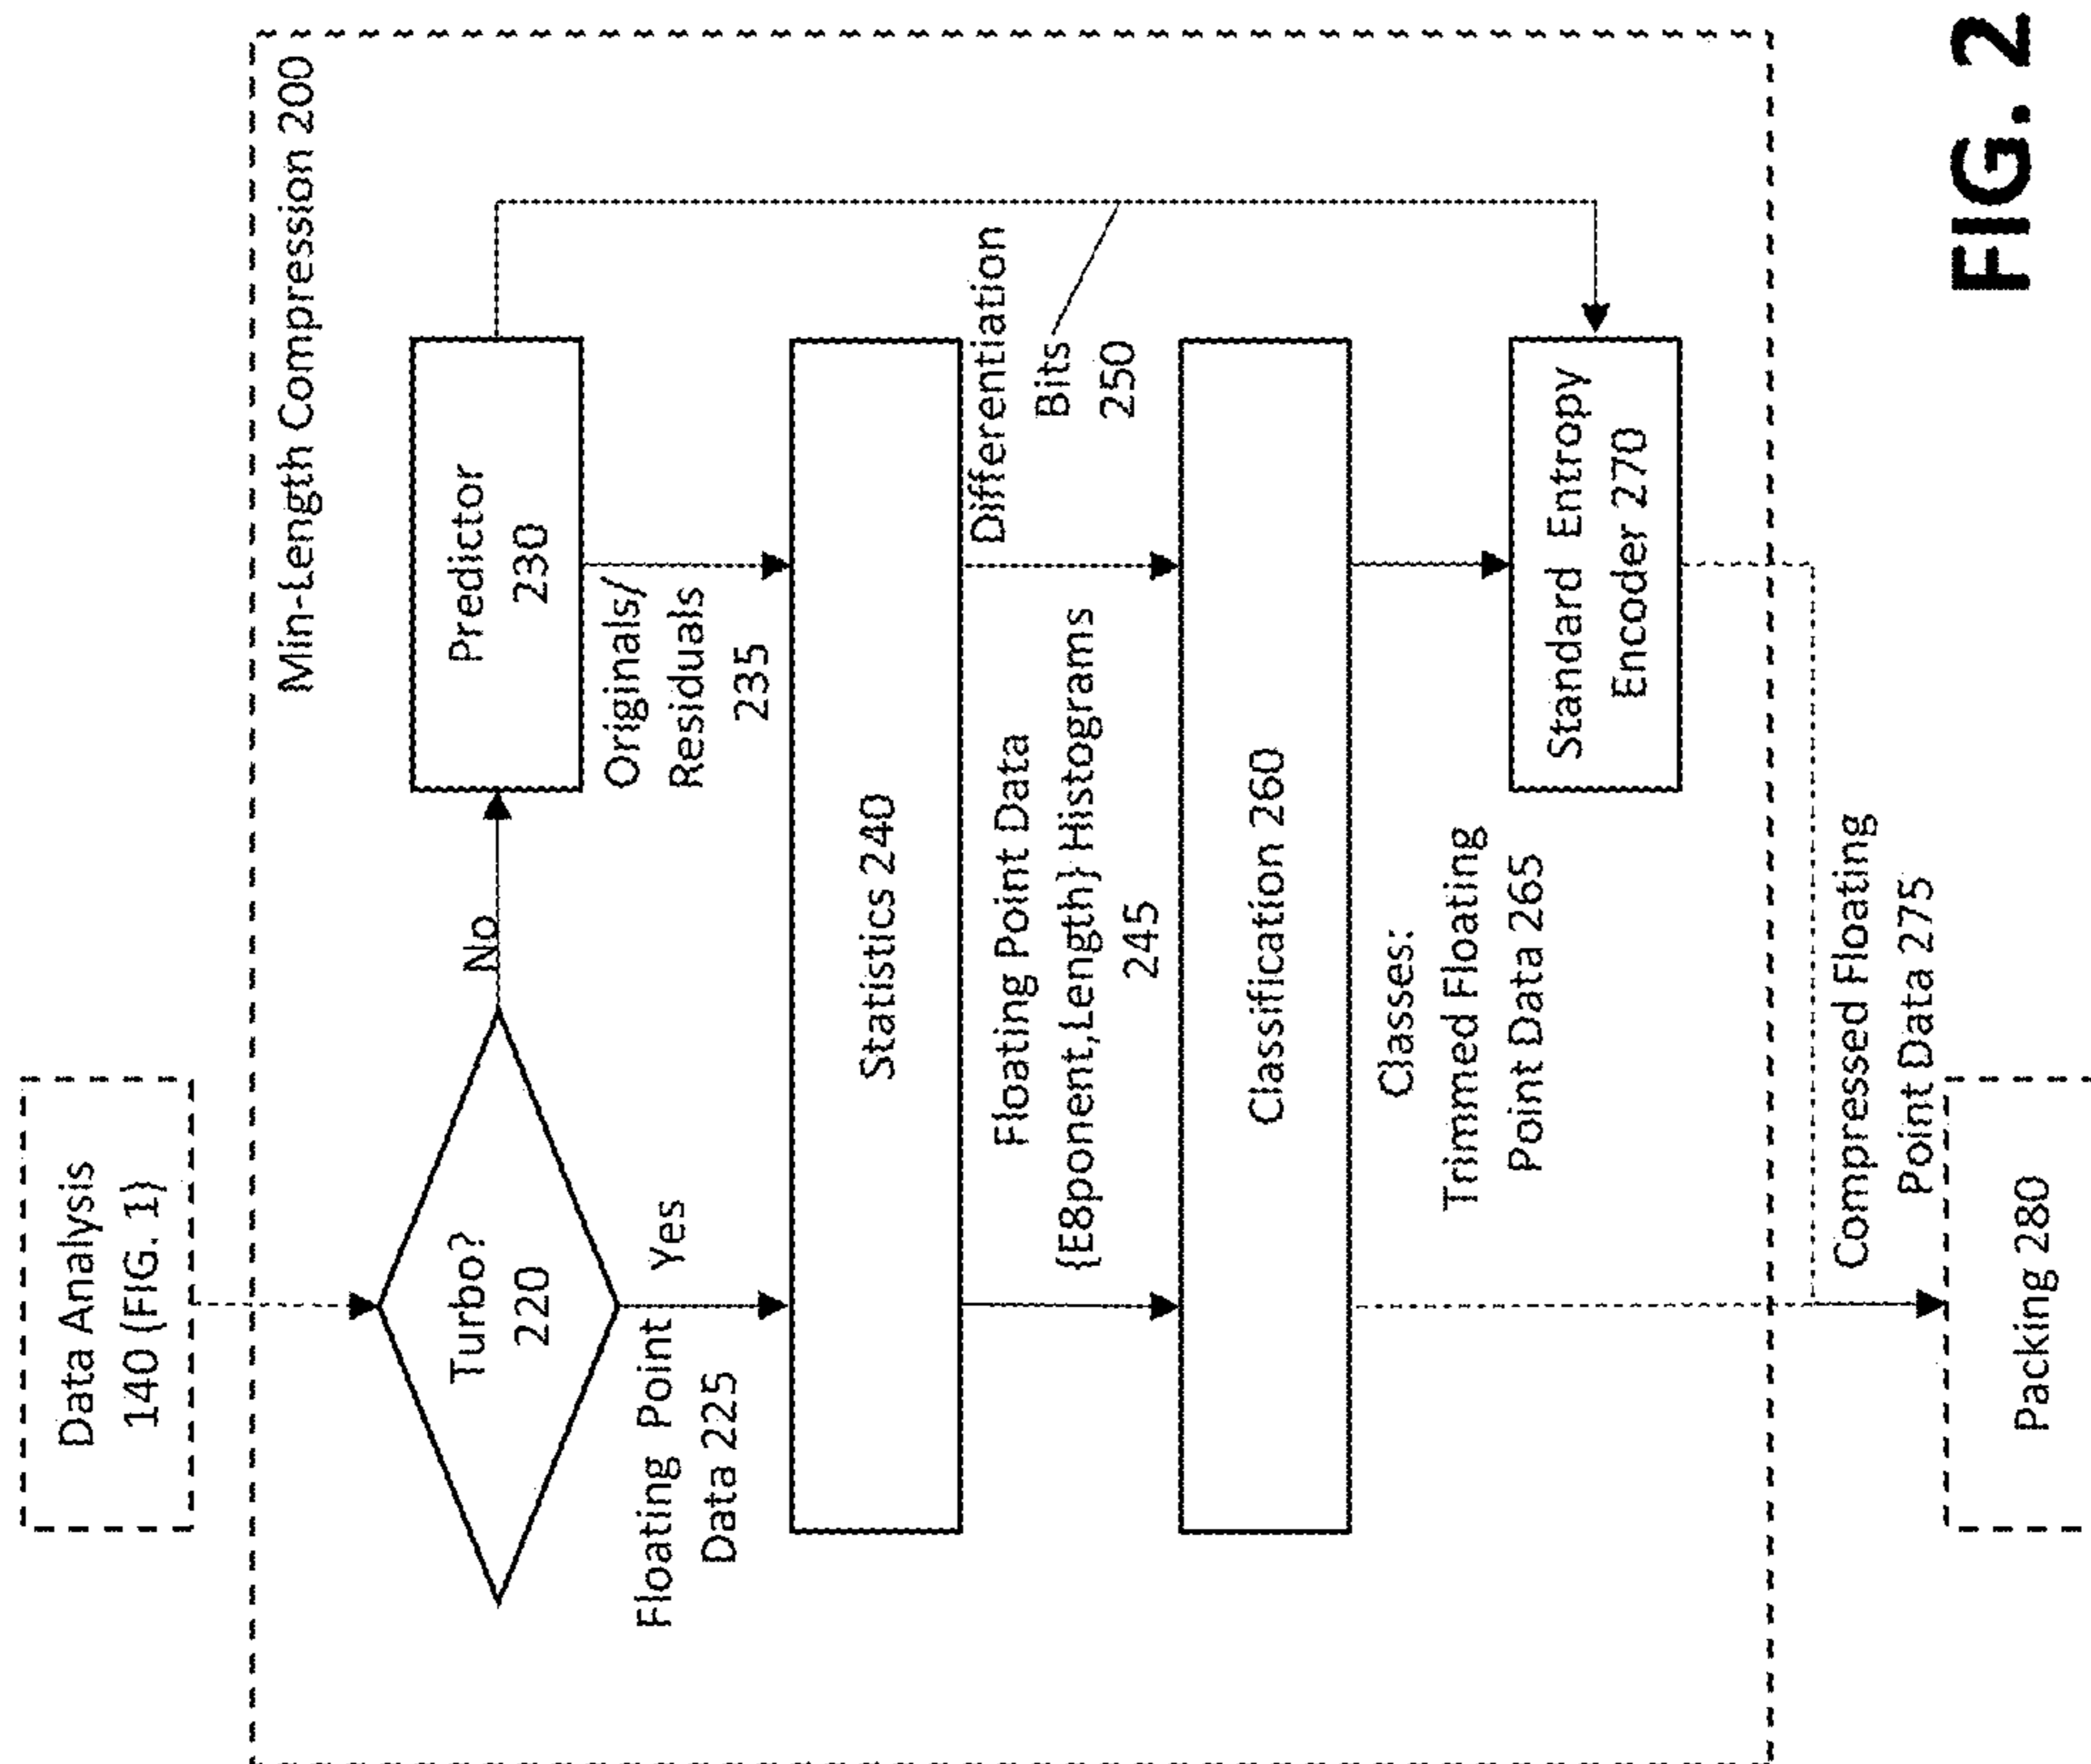 Data Analysis
140 (FIG. 1)
Min-Length Compression 200
Turbo?
220
No
Predictor
230
Floating Point
Data 225
Yes
Originals/
Residuals
235
Statistics 240
Floating Point Data
{E8ponent,Length} Histograms
245
Differentiation
Bits
250
Classification 260
Classes:
Trimmed Floating
Point Data 265
Standard Entropy
Encoder 270
Compressed Floating
Point Data 275
Packing 280
FIG. 2